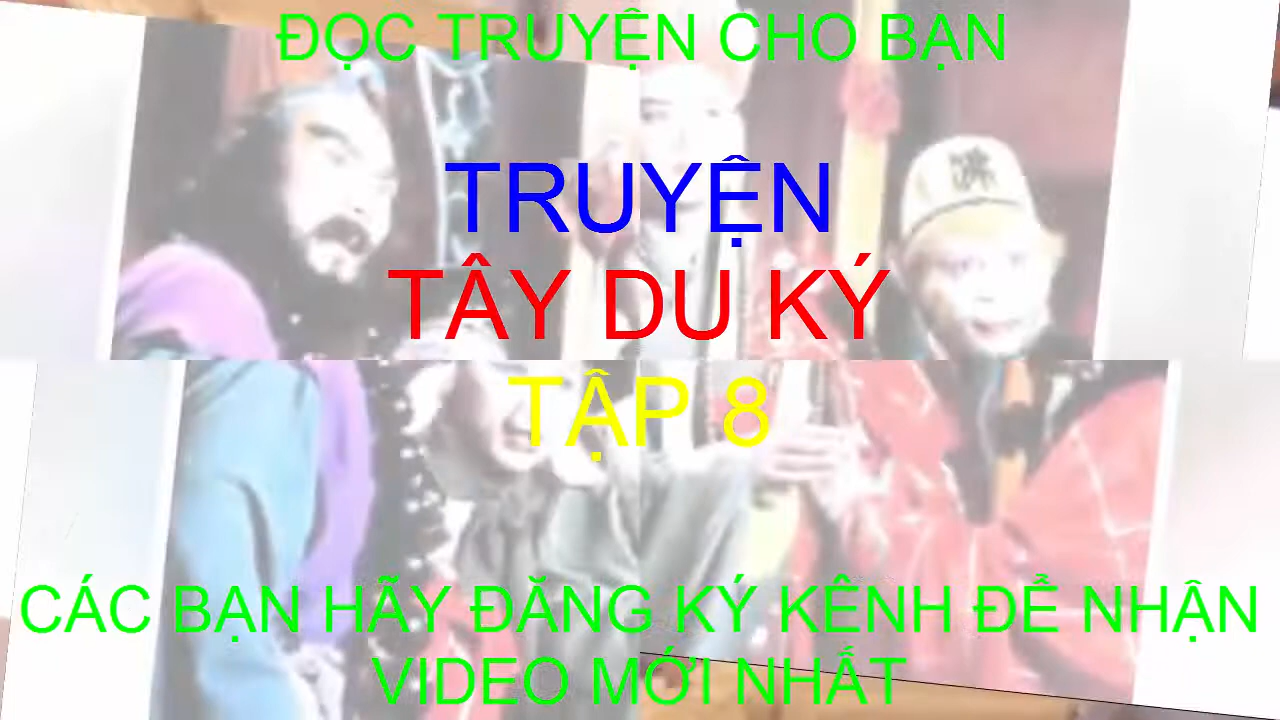 ĐỌC TRUYỆN CHO BẠN
TRUYỆN
TÂY DU KÝ
TẬP 8
CÁC BẠN HÃY ĐĂNG KÝ KÊNH ĐỂ NHẬN
VIDEO MỚI NHẤT